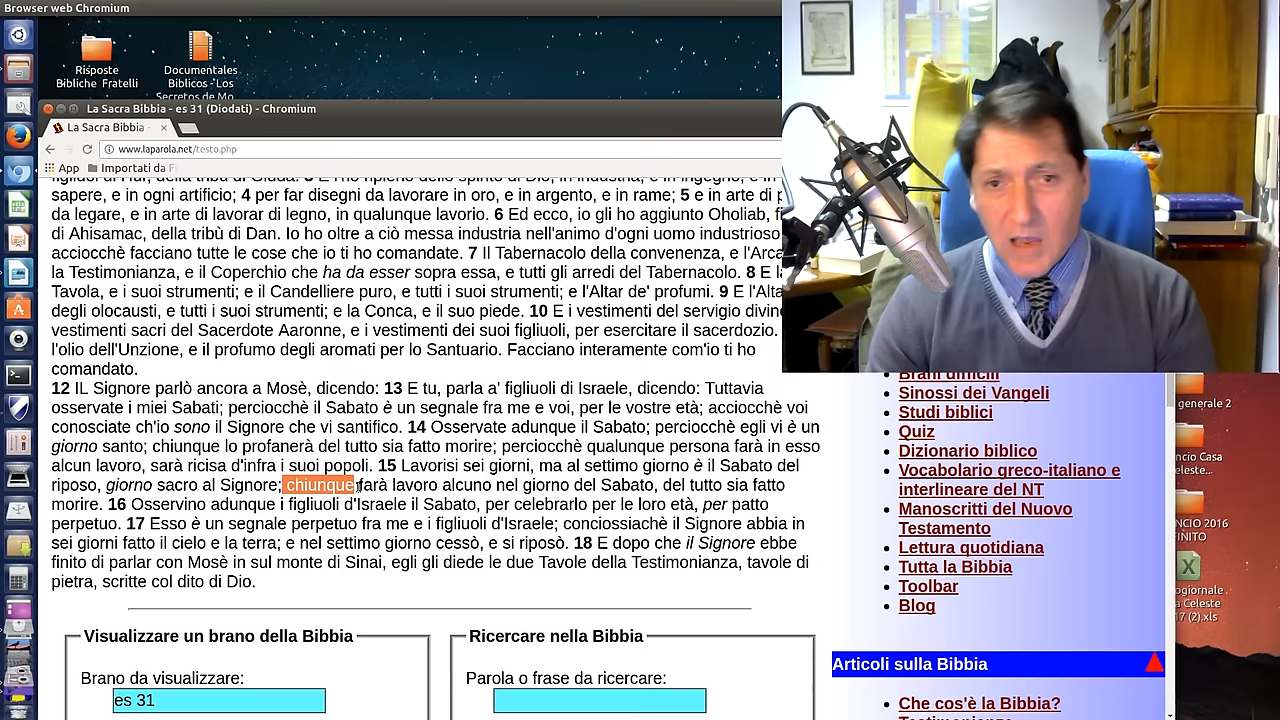 Browser web Chromium
Risposte
Bibliche Fratelli
Documentales
Biblicos - Los
Secretos de Mo
La Sacra Bibbia - es 31 (Diodati) - Chromium
La Sacra Bibbia -
www.laparola.net/testo.php
App Importati da Fi
sapere, e in ogni artificio; 4 per far disegni da lavorare in oro, e in argento, e in rame; 5 e in arte di p
da legare, e in arte di lavorar di legno, in qualunque lavorio. 6 Ed ecco, io gli ho aggiunto Oholiab, fi
di Ahisamac, della tribù di Dan. Io ho oltre a ciò messa industria nell'animo d'ogni uomo industrioso
acciocchè facciano tutte le cose che io ti ho comandate. 7 Il Tabernacolo della convenenza, e l'Arca
la Testimonianza, e il Coperchio che ha da esser sopra essa, e tutti gli arredi del Tabernacolo. 8 E la
Tavola, e i suoi strumenti; e il Candelliere puro, e tutti i suoi strumenti; e l'Altar de' profumi. 9 E l'Alta
degli olocausti, e tutti i suoi strumenti; e la Conca, e il suo piede. 10 E i vestimenti del servigio divino
vestimenti sacri del Sacerdote Aaronne, e i vestimenti dei suoi figliuoli, per esercitare il sacerdozio.
l'olio dell'Unzione, e il profumo degli aromati per lo Santuario. Facciano interamente com'io ti ho
comandato.
12 IL Signore parlò ancora a Mosè, dicendo: 13 E tu, parla a' figliuoli di Israele, dicendo: Tuttavia
osservate i miei Sabati; perciocchè il Sabato è un segnale fra me e voi, per le vostre età; acciocchè voi
conosciate ch'io sono il Signore che vi santifico. 14 Osservate adunque il Sabato; perciocchè egli vi è un
giorno santo; chiunque lo profanerà del tutto sia fatto morire; perciocchè qualunque persona farà in esso
alcun lavoro, sarà ricisa d'infra i suoi popoli. 15 Lavorisi sei giorni, ma al settimo giorno è il Sabato del
riposo, giorno sacro al Signore; chiunque farà lavoro alcuno nel giorno del Sabato, del tutto sia fatto
morire. 16 Osservino adunque i figliuoli d'Israele il Sabato, per celebrarlo per le loro età, per patto
perpetuo. 17 Esso è un segnale perpetuo fra me e i figliuoli d'Israele; conciossiachè il Signore abbia in
sei giorni fatto il cielo e la terra; e nel settimo giorno cessò, e si riposò. 18 E dopo che il Signore ebbe
finito di parlar con Mosè in sul monte di Sinai, egli gli diede le due Tavole della Testimonianza, tavole di
pietra, scritte col dito di Dio.
Visualizzare un brano della Bibbia
Brano da visualizzare:
es 31
Ricercare nella Bibbia
Parola o frase da ricercare:
Brani difficili
Sinossi dei Vangeli
Studi biblici
Quiz
Dizionario biblico
Vocabolario greco-italiano e
interlineare del NT
Manoscritti del Nuovo
Testamento
Lettura quotidiana
Tutta la Bibbia
Toolbar
Blog
Articoli sulla Bibbia
Che cos'è la Bibbia?
generale 2
ncio Casa
eleste...
NCIO 2016
FINITO
ogiornale
a Celeste
17 (2).xls